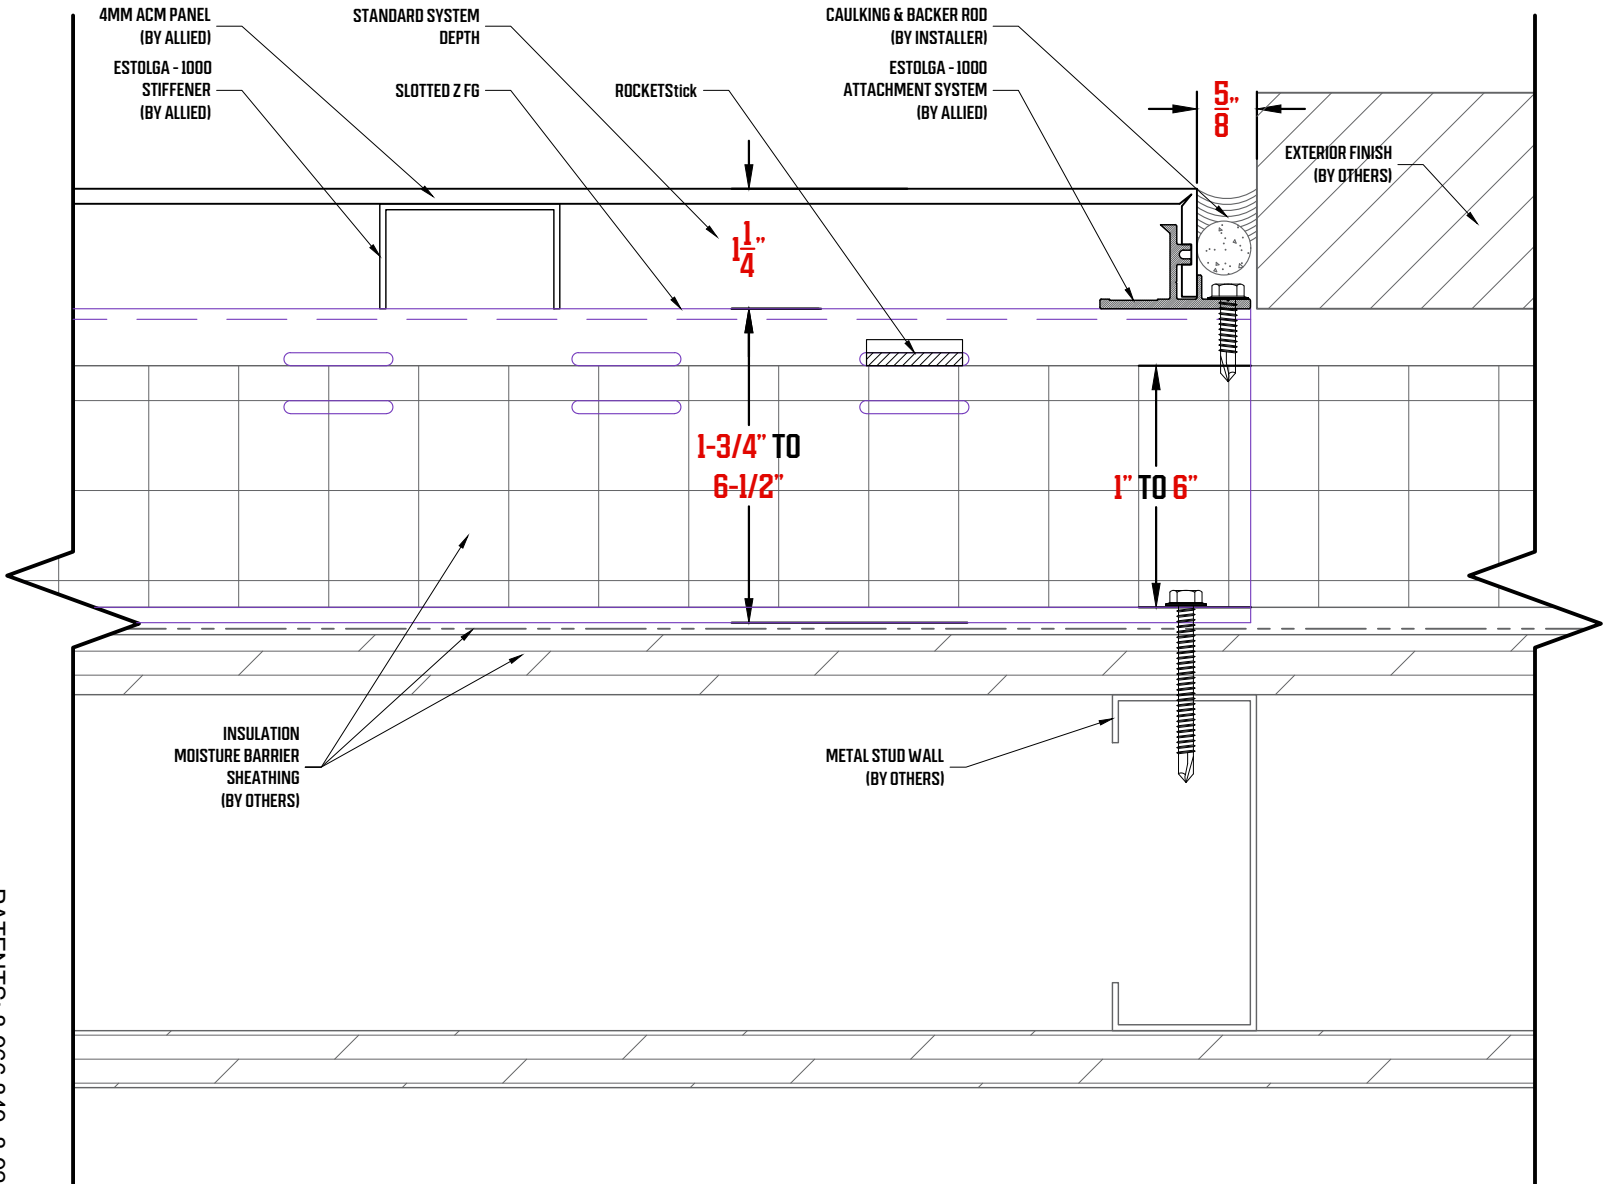 4MM ACM PANEL
(BY ALLIED)
ESTOLGA - 1000
STIFFENER
(BY ALLIED)
STANDARD SYSTEM
DEPTH
SLOTTED Z FG
ROCKETStick
CAULKING & BACKER ROD
(BY INSTALLER)
ESTOLGA - 1000
ATTACHMENT SYSTEM
(BY ALLIED)
5/8"
EXTERIOR FINISH
(BY OTHERS)
1 1/4"
1-3/4" TO
6-1/2"
1" TO 6"
INSULATION
MOISTURE BARRIER
SHEATHING
(BY OTHERS)
METAL STUD WALL
(BY OTHERS)